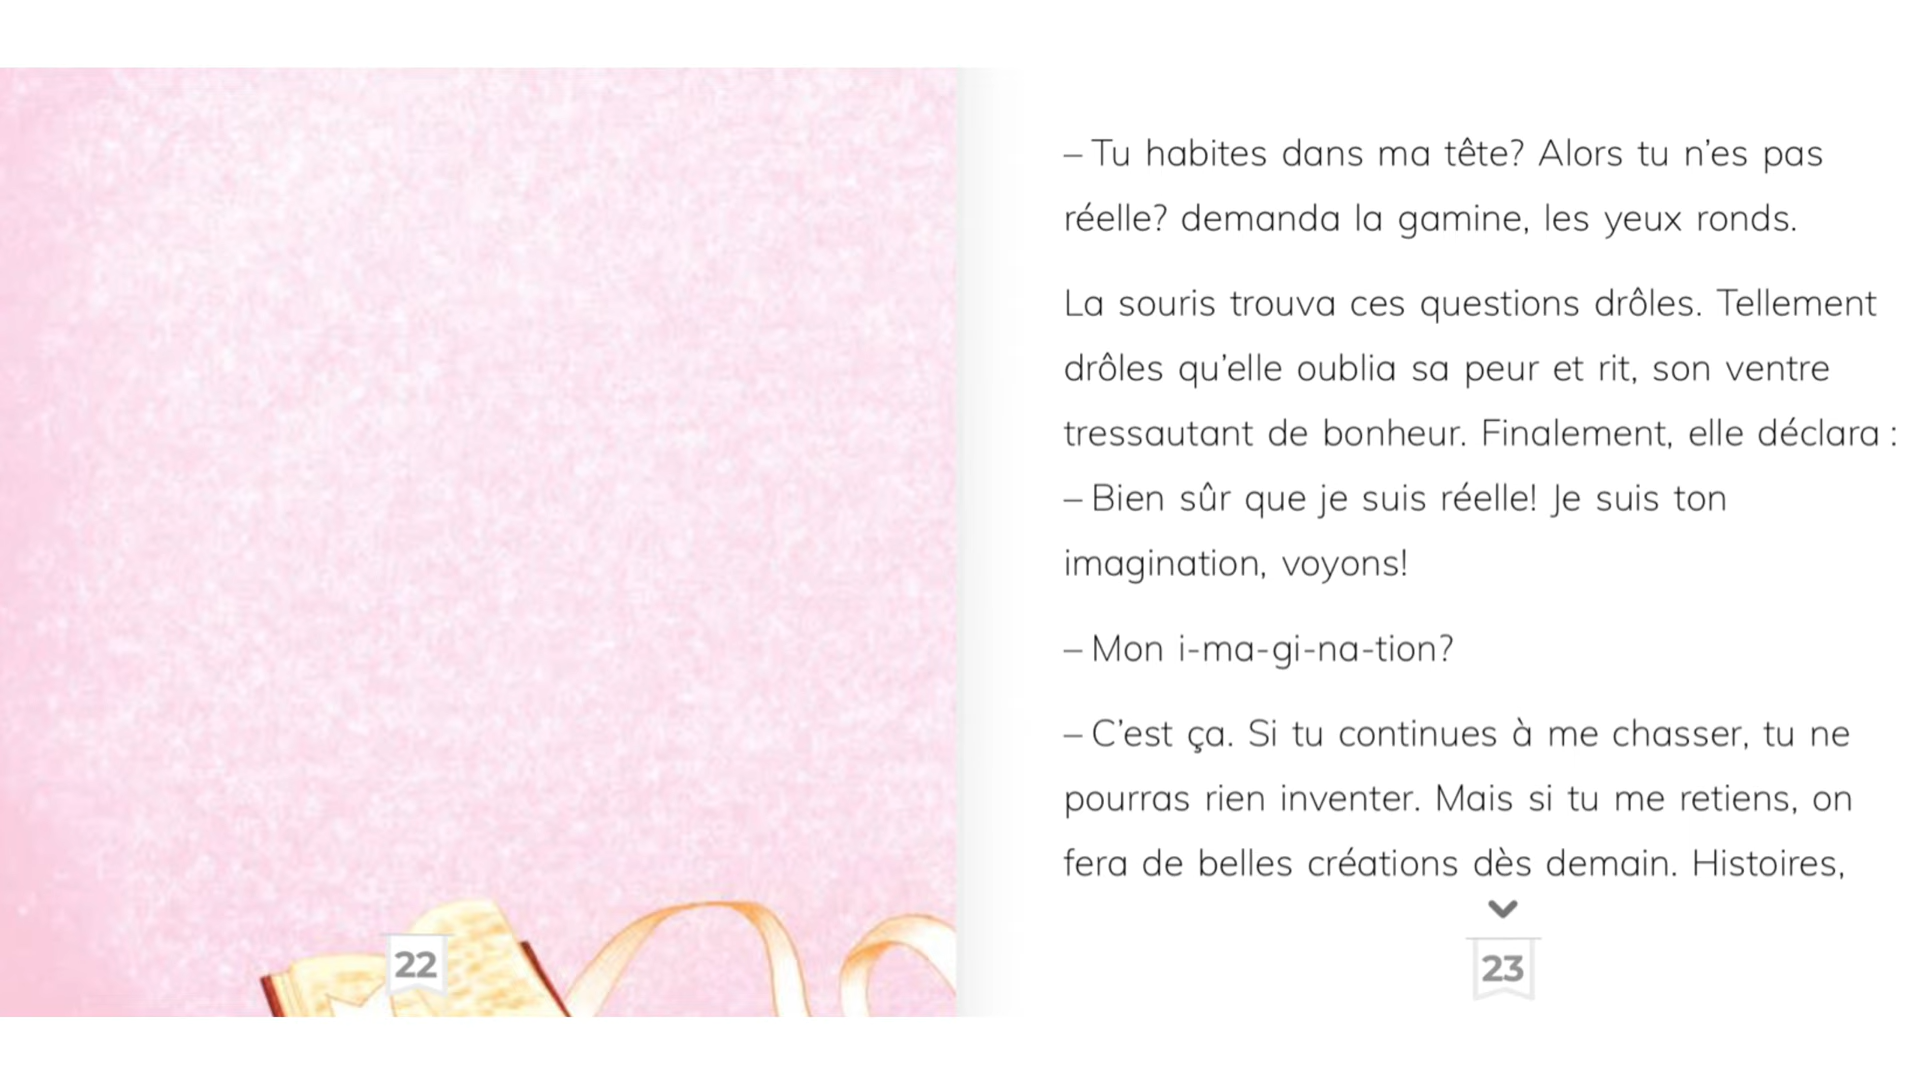 – Tu habites dans ma tête? Alors tu n’es pas
réelle? demanda la gamine, les yeux ronds.
La souris trouva ces questions drôles. Tellement
drôles qu’elle oublia sa peur et rit, son ventre
tressautant de bonheur. Finalement, elle déclara :
– Bien sûr que je suis réelle! Je suis ton
imagination, voyons!
– Mon i-ma-gi-na-tion?
– C’est ça. Si tu continues à me chasser, tu ne
pourras rien inventer. Mais si tu me retiens, on
fera de belles créations dès demain. Histoires,
22
23